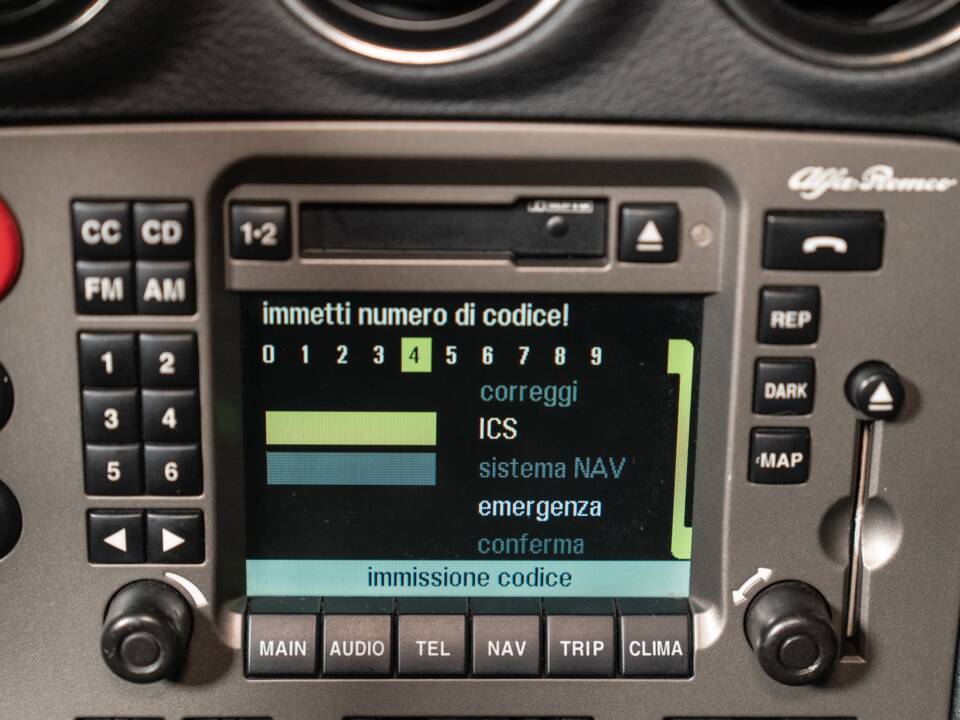 Alfa Romeo
CC CD
FM AM
1•2
immetti numero di codice!
0 1 2 3 4 5 6 7 8 9
correggi
ICS
sistema NAV
emergenza
conferma
immissione codice
1 2
3 4
5 6
REP
DARK
MAP
MAIN AUDIO TEL NAV TRIP CLIMA